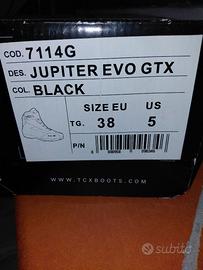 COD. 7114G
DES. JUPITER EVO GTX
COL. BLACK
SIZE EU US
TG. 38 5
P/N
WWW.TCXBOOTS.COM
subito